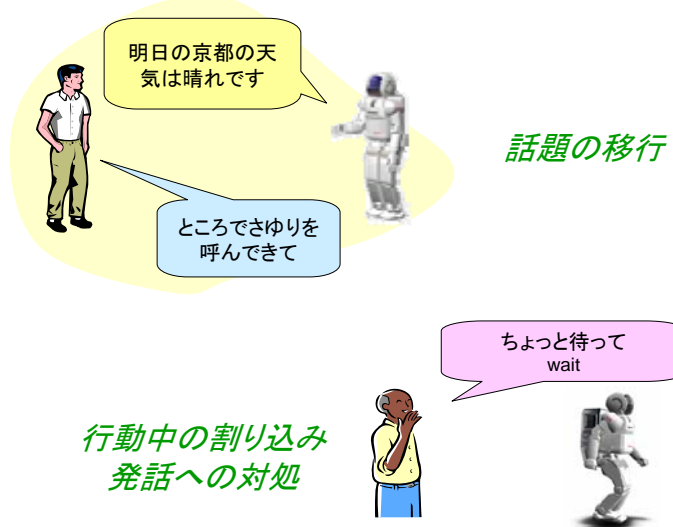 明日の京都の天
気は晴れです
話題の移行
ところでさゆりを
呼んできて
ちょっと待って
wait
行動中の割り込み
発話への対処